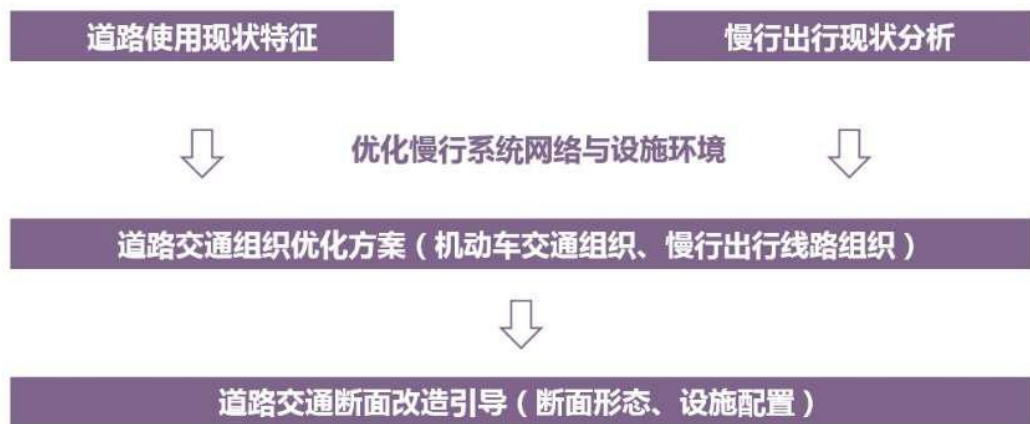 道路使用现状特征
慢行出行现状分析
优化慢行系统网络与设施环境
道路交通组织优化方案（机动车交通组织、慢行出行线路组织）
道路交通断面改造引导（断面形态、设施配置）